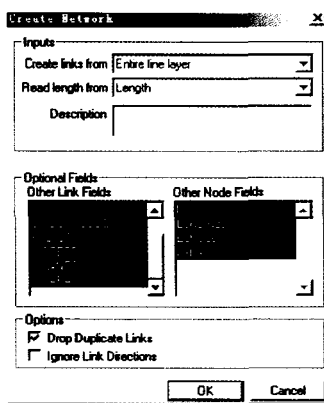 Create Network
Inputs
Create links from Entire line layer
Read length from Length
Description
Optional Fields
Other Link Fields Other Node Fields
Options
Drop Duplicate Links
Ignore Link Directions
OK Cancel